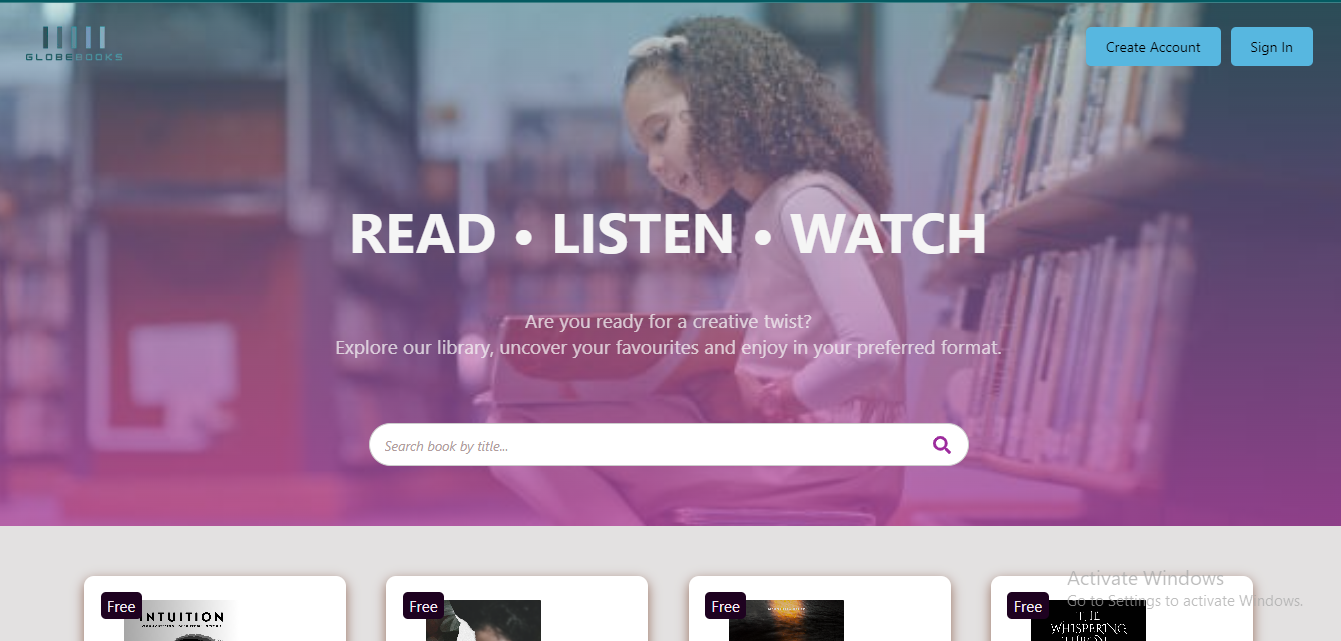 GLOBEBOOKS
Create Account
Sign In
READ • LISTEN • WATCH
Are you ready for a creative twist?
Explore our library, uncover your favourites and enjoy in your preferred format.
Search book by title...
Free
INTUITION
Free
Free
Free
THE
WHISPERING
Activate Windows
Go to Settings to activate Windows.